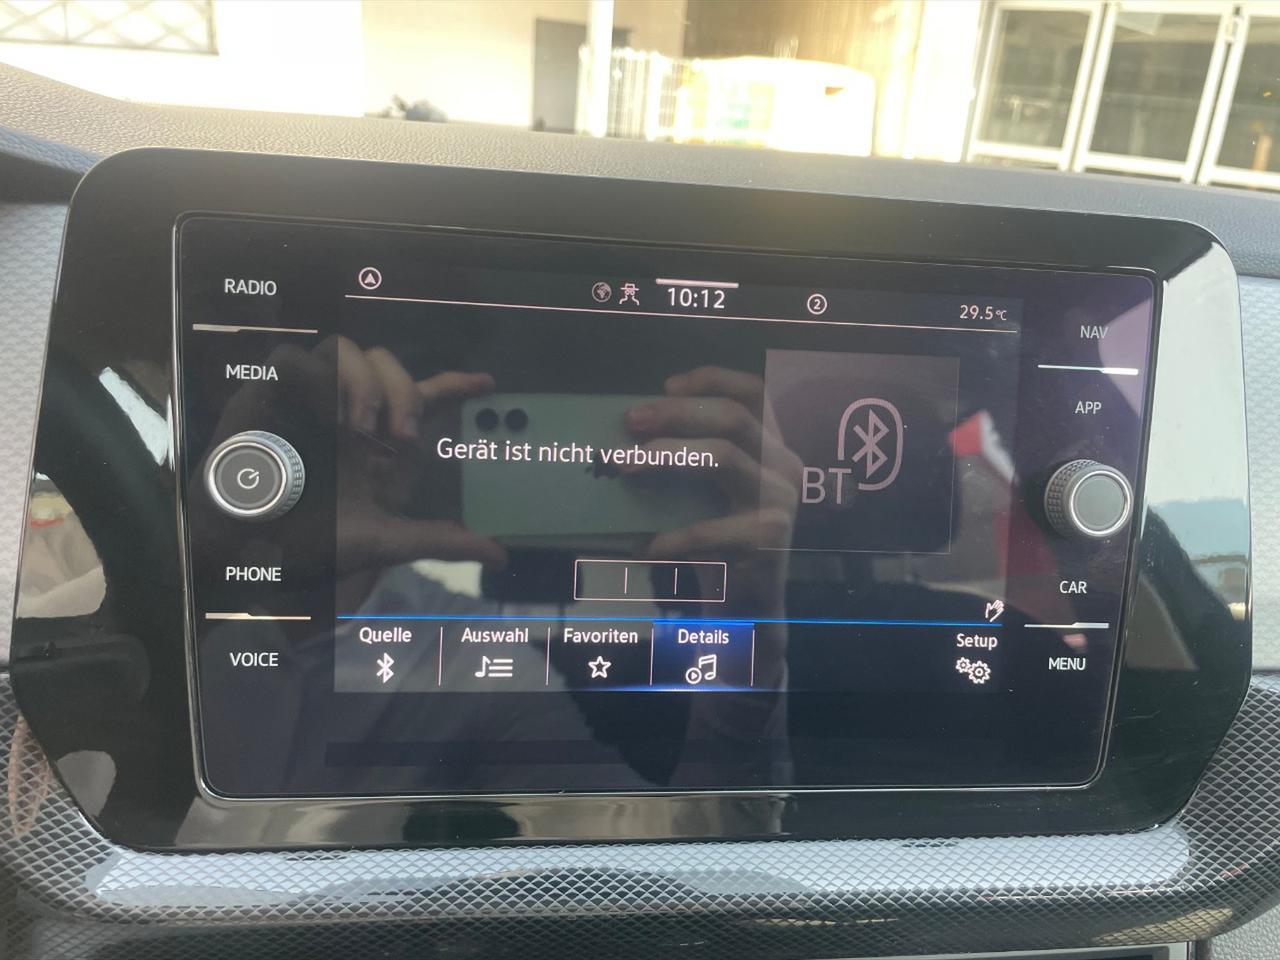 RADIO
MEDIA
PHONE
VOICE
10:12
2
29.5°C
Gerät ist nicht verbunden.
BT
Quelle
Auswahl
Favoriten
Details
Setup
NAV
APP
CAR
MENU